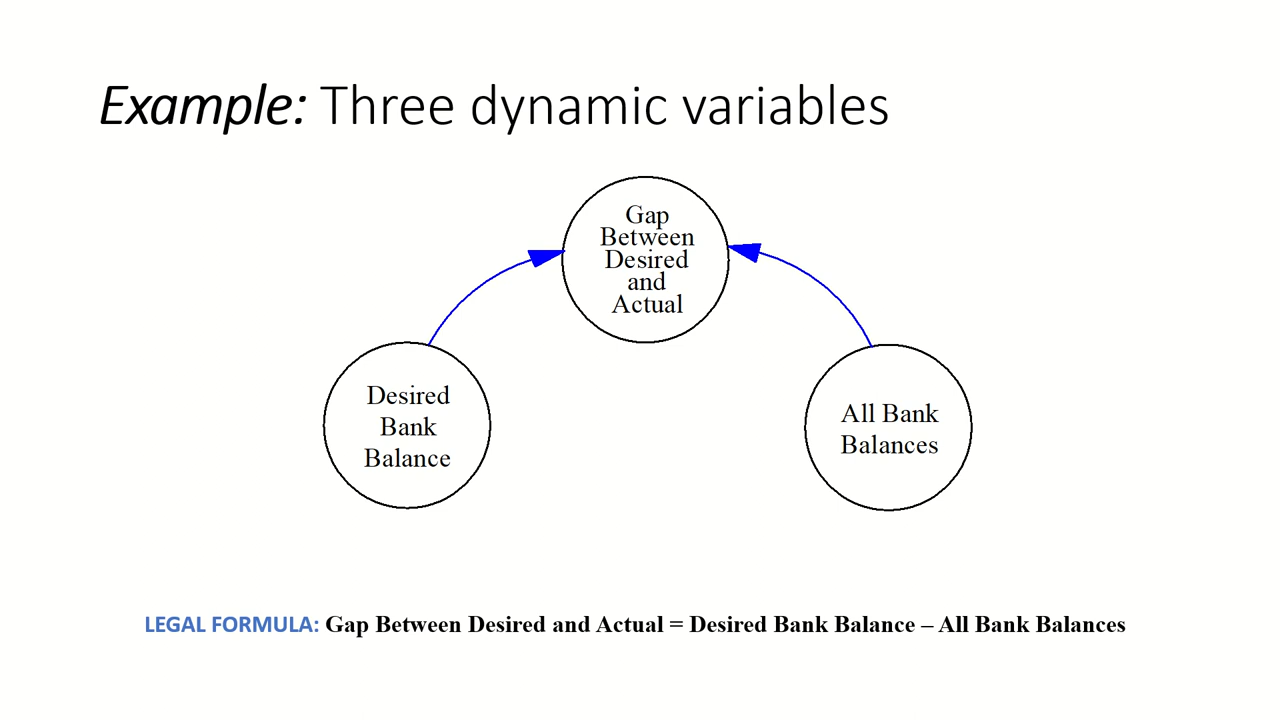 Example: Three dynamic variables
Gap
Between
Desired
and
Actual
Desired
Bank
Balance
All Bank
Balances
LEGAL FORMULA: Gap Between Desired and Actual = Desired Bank Balance – All Bank Balances